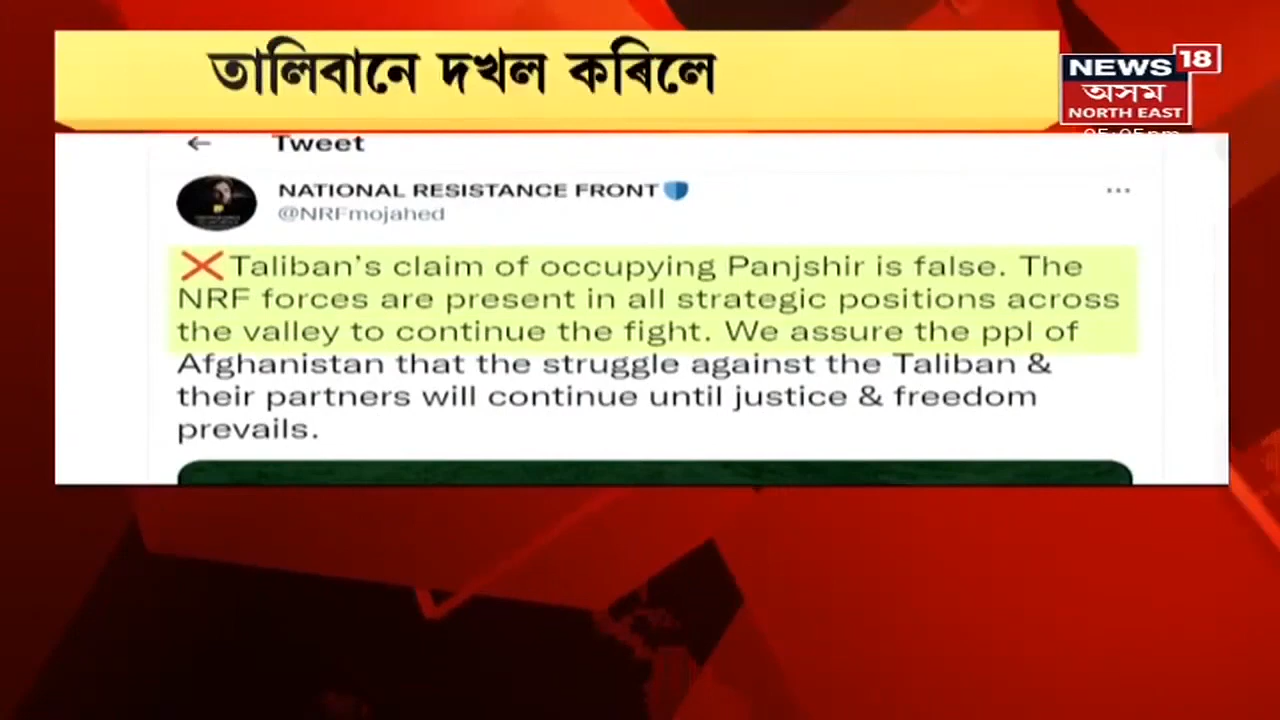 তালিবানে দখল কৰিলে
NEWS 18
অসম
NORTH EAST
Tweet
NATIONAL RESISTANCE FRONT
@NRFmojahed
❌Taliban's claim of occupying Panjshir is false. The
NRF forces are present in all strategic positions across
the valley to continue the fight. We assure the ppl of
Afghanistan that the struggle against the Taliban &
their partners will continue until justice & freedom
prevails.